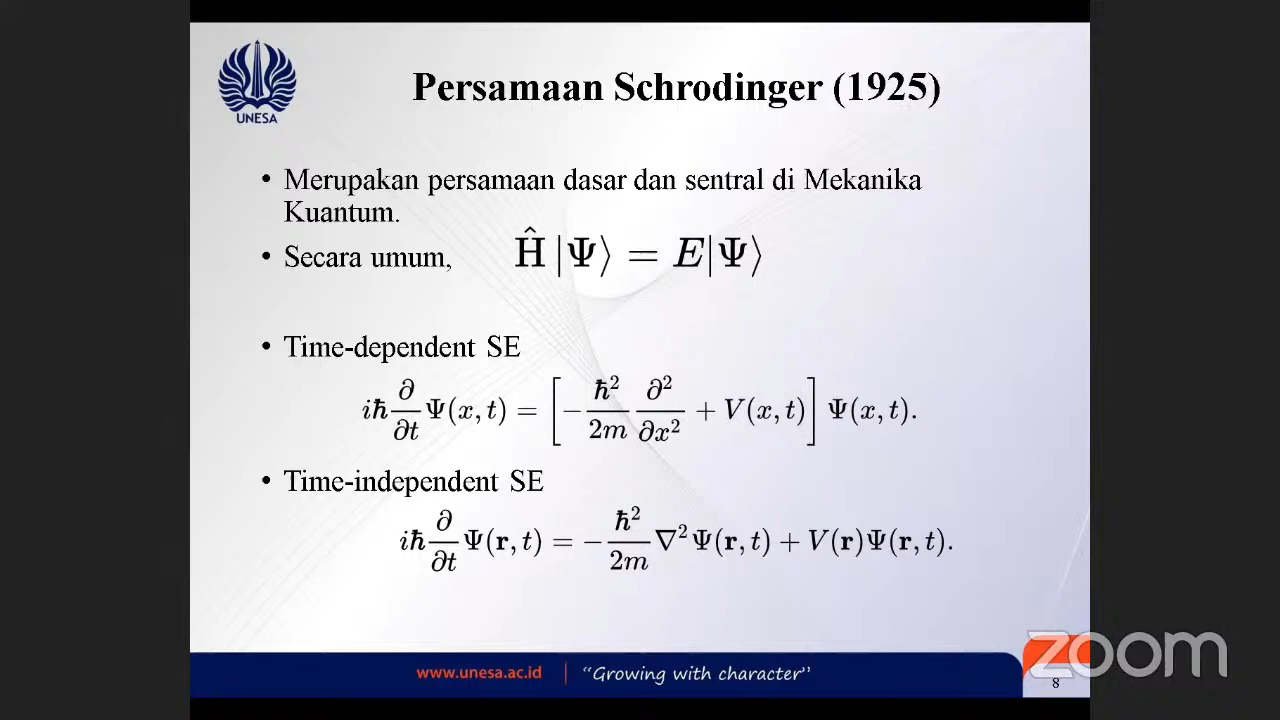 UNESA
Persamaan Schrodinger (1925)
• Merupakan persamaan dasar dan sentral di Mekanika
Kuantum.
• Secara umum, Ĥ |Ψ⟩ = E|Ψ⟩
• Time-dependent SE
iħ ∂/∂t Ψ(x, t) = [−ħ²/2m ∂²/∂x² + V(x, t)] Ψ(x, t).
• Time-independent SE
iħ ∂/∂t Ψ(r, t) = −ħ²/2m ∇²Ψ(r, t) + V(r)Ψ(r, t).
www.unesa.ac.id | “Growing with character”
zoom
8